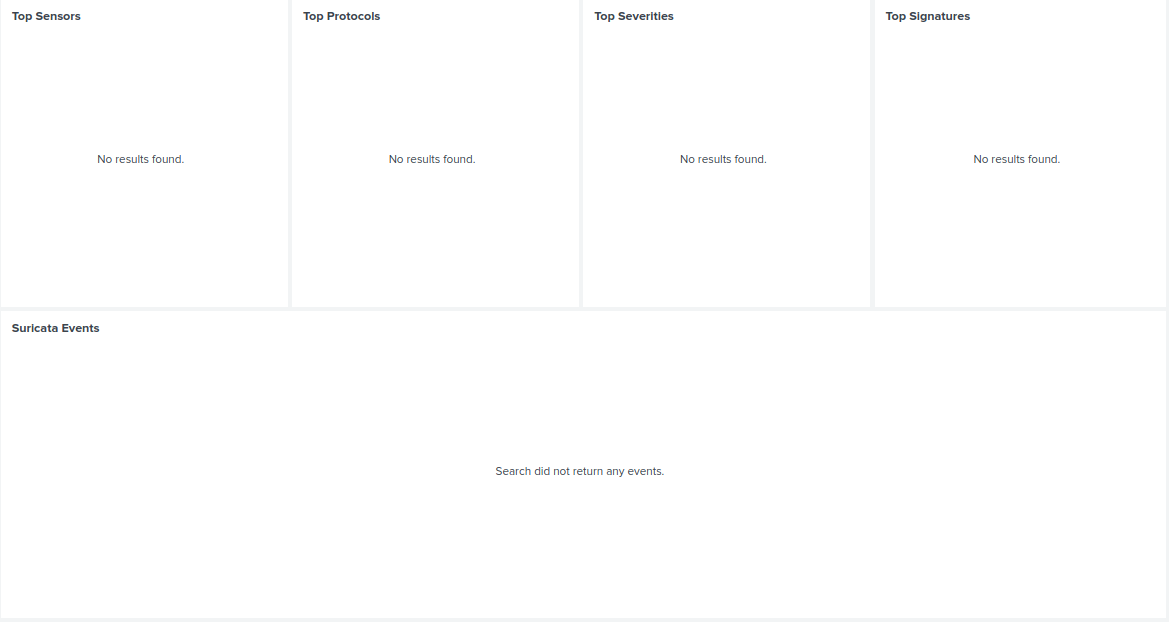 Top Sensors
Top Protocols
Top Severities
Top Signatures
No results found.
No results found.
No results found.
No results found.
Suricata Events
Search did not return any events.